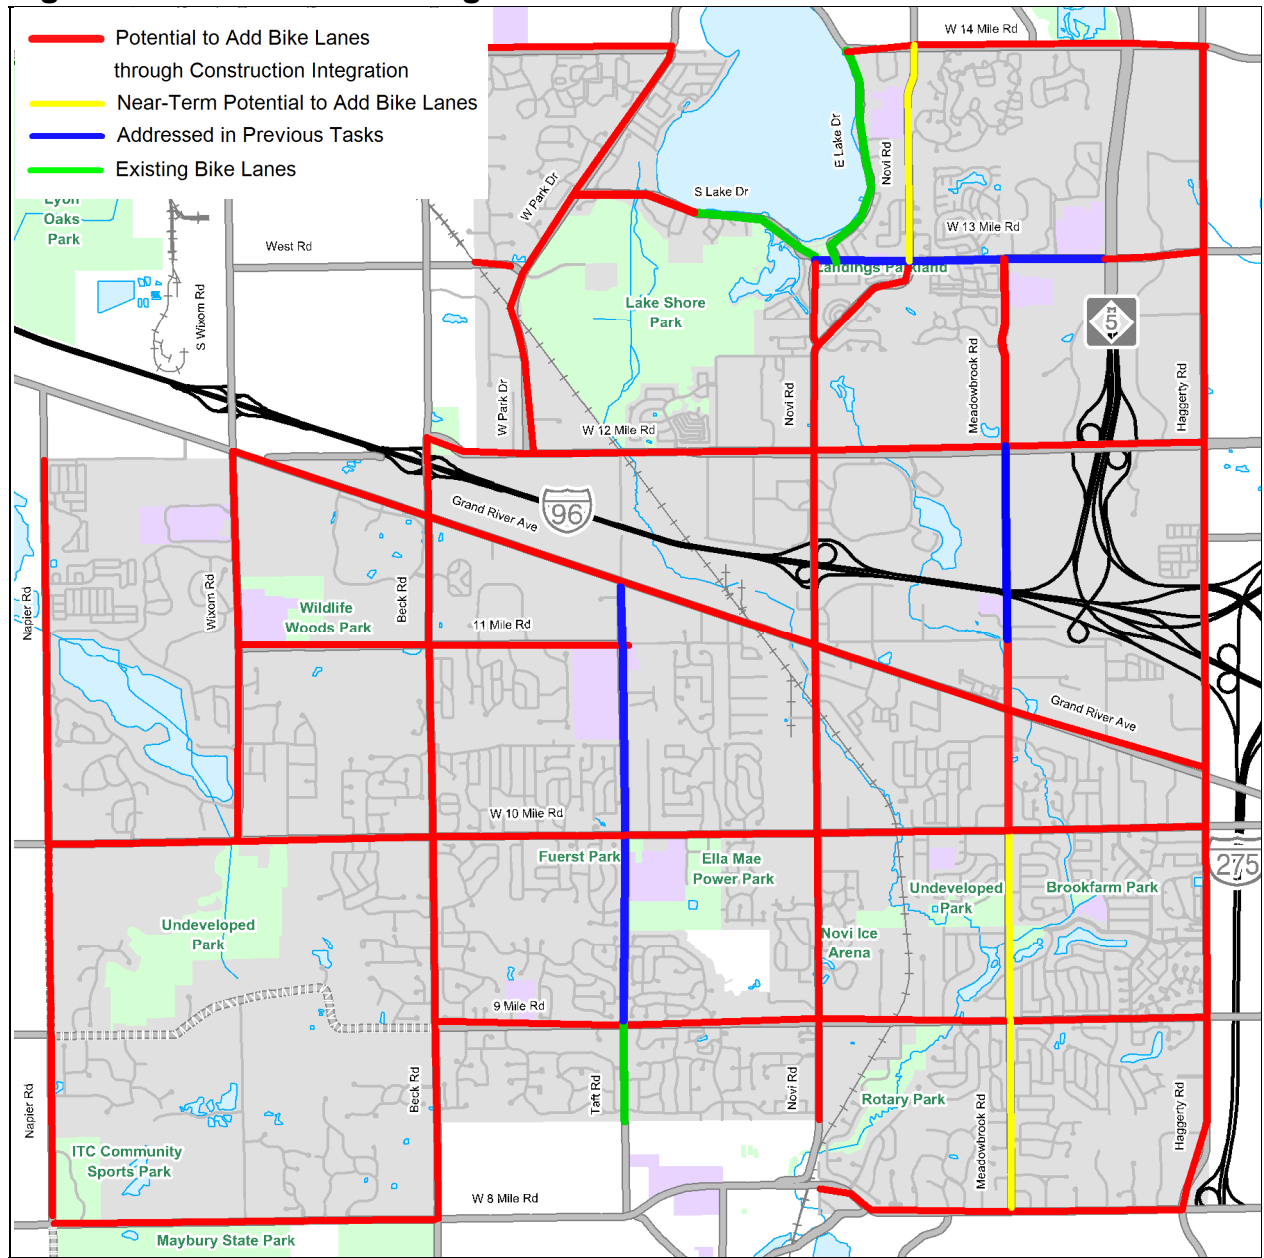 Potential to Add Bike Lanes
through Construction Integration
Near-Term Potential to Add Bike Lanes
Addressed in Previous Tasks
Existing Bike Lanes
W 14 Mile Rd
E Lake Dr
Novi Rd
W Park Dr
S Lake Dr
Lyon
Oaks
Park
West Rd
W 13 Mile Rd
Landings Parkland
S Wixom Rd
Lake Shore
Park
M
5
W Park Dr
Novi Rd
Meadowbrook Rd
Haggerty Rd
W 12 Mile Rd
Grand River Ave
96
Napier Rd
Wixom Rd
Beck Rd
Wildlife
Woods Park
11 Mile Rd
Grand River Ave
W 10 Mile Rd
Fuerst Park
Ella Mae
Power Park
Undeveloped
Park
Brookfarm Park
275
Undeveloped
Park
Novi Ice
Arena
9 Mile Rd
Napier Rd
Beck Rd
Taft Rd
Novi Rd
Rotary Park
Meadowbrook Rd
Haggerty Rd
ITC Community
Sports Park
W 8 Mile Rd
Maybury State Park